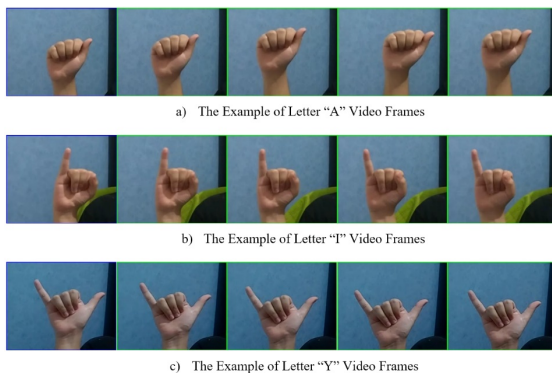 a) The Example of Letter “A” Video Frames
b) The Example of Letter “I” Video Frames
c) The Example of Letter “Y” Video Frames